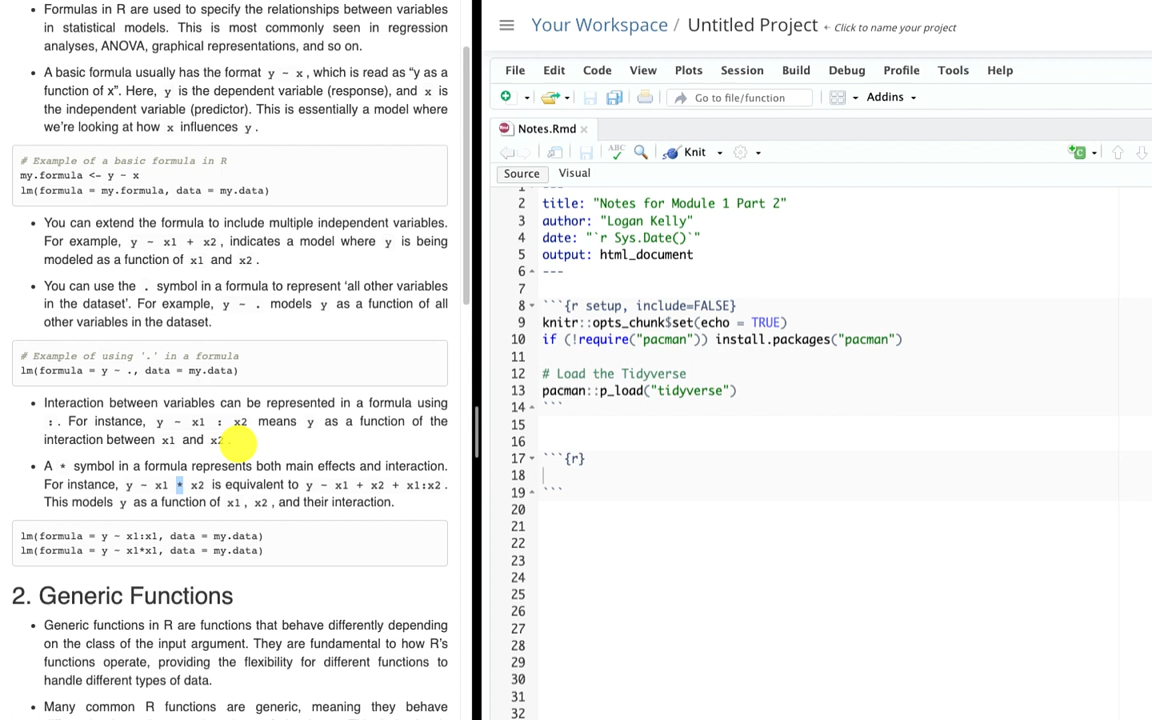 Formulas in R are used to specify the relationships between variables
in statistical models. This is most commonly seen in regression
analyses, ANOVA, graphical representations, and so on.
A basic formula usually has the format y ~ x, which is read as “y as a
function of x”. Here, y is the dependent variable (response), and x is
the independent variable (predictor). This is essentially a model where
we’re looking at how x influences y.
# Example of a basic formula in R
my.formula <- y ~ x
lm(formula = my.formula, data = my.data)
You can extend the formula to include multiple independent variables.
For example, y ~ x1 + x2, indicates a model where y is being
modeled as a function of x1 and x2.
You can use the . symbol in a formula to represent 'all other variables
in the dataset'. For example, y ~ . models y as a function of all
other variables in the dataset.
# Example of using '.' in a formula
lm(formula = y ~ ., data = my.data)
Interaction between variables can be represented in a formula using
:. For instance, y ~ x1 : x2 means y as a function of the
interaction between x1 and x2.
A * symbol in a formula represents both main effects and interaction.
For instance, y ~ x1 * x2 is equivalent to y ~ x1 + x2 + x1:x2.
This models y as a function of x1, x2, and their interaction.
lm(formula = y ~ x1:x1, data = my.data)
lm(formula = y ~ x1*x1, data = my.data)
2. Generic Functions
Generic functions in R are functions that behave differently depending
on the class of the input argument. They are fundamental to how R's
functions operate, providing the flexibility for different functions to
handle different types of data.
Many common R functions are generic, meaning they behave
Your Workspace / Untitled Project ← Click to name your project
File Edit Code View Plots Session Build Debug Profile Tools Help
Go to file/function Addins
Notes.Rmd
ABC Knit
Source Visual
1 ---
2 title: "Notes for Module 1 Part 2"
3 author: "Logan Kelly"
4 date: "`r Sys.Date()`"
5 output: html_document
6 ---
7
8 ```{r setup, include=FALSE}
9 knitr::opts_chunk$set(echo = TRUE)
10 if (!require("pacman")) install.packages("pacman")
11
12 # Load the Tidyverse
13 pacman::p_load("tidyverse")
14 ```
15
16
17 ```{r}
18
19 ```
20
21
22
23
24
25
26
27
28
29
30
31
32